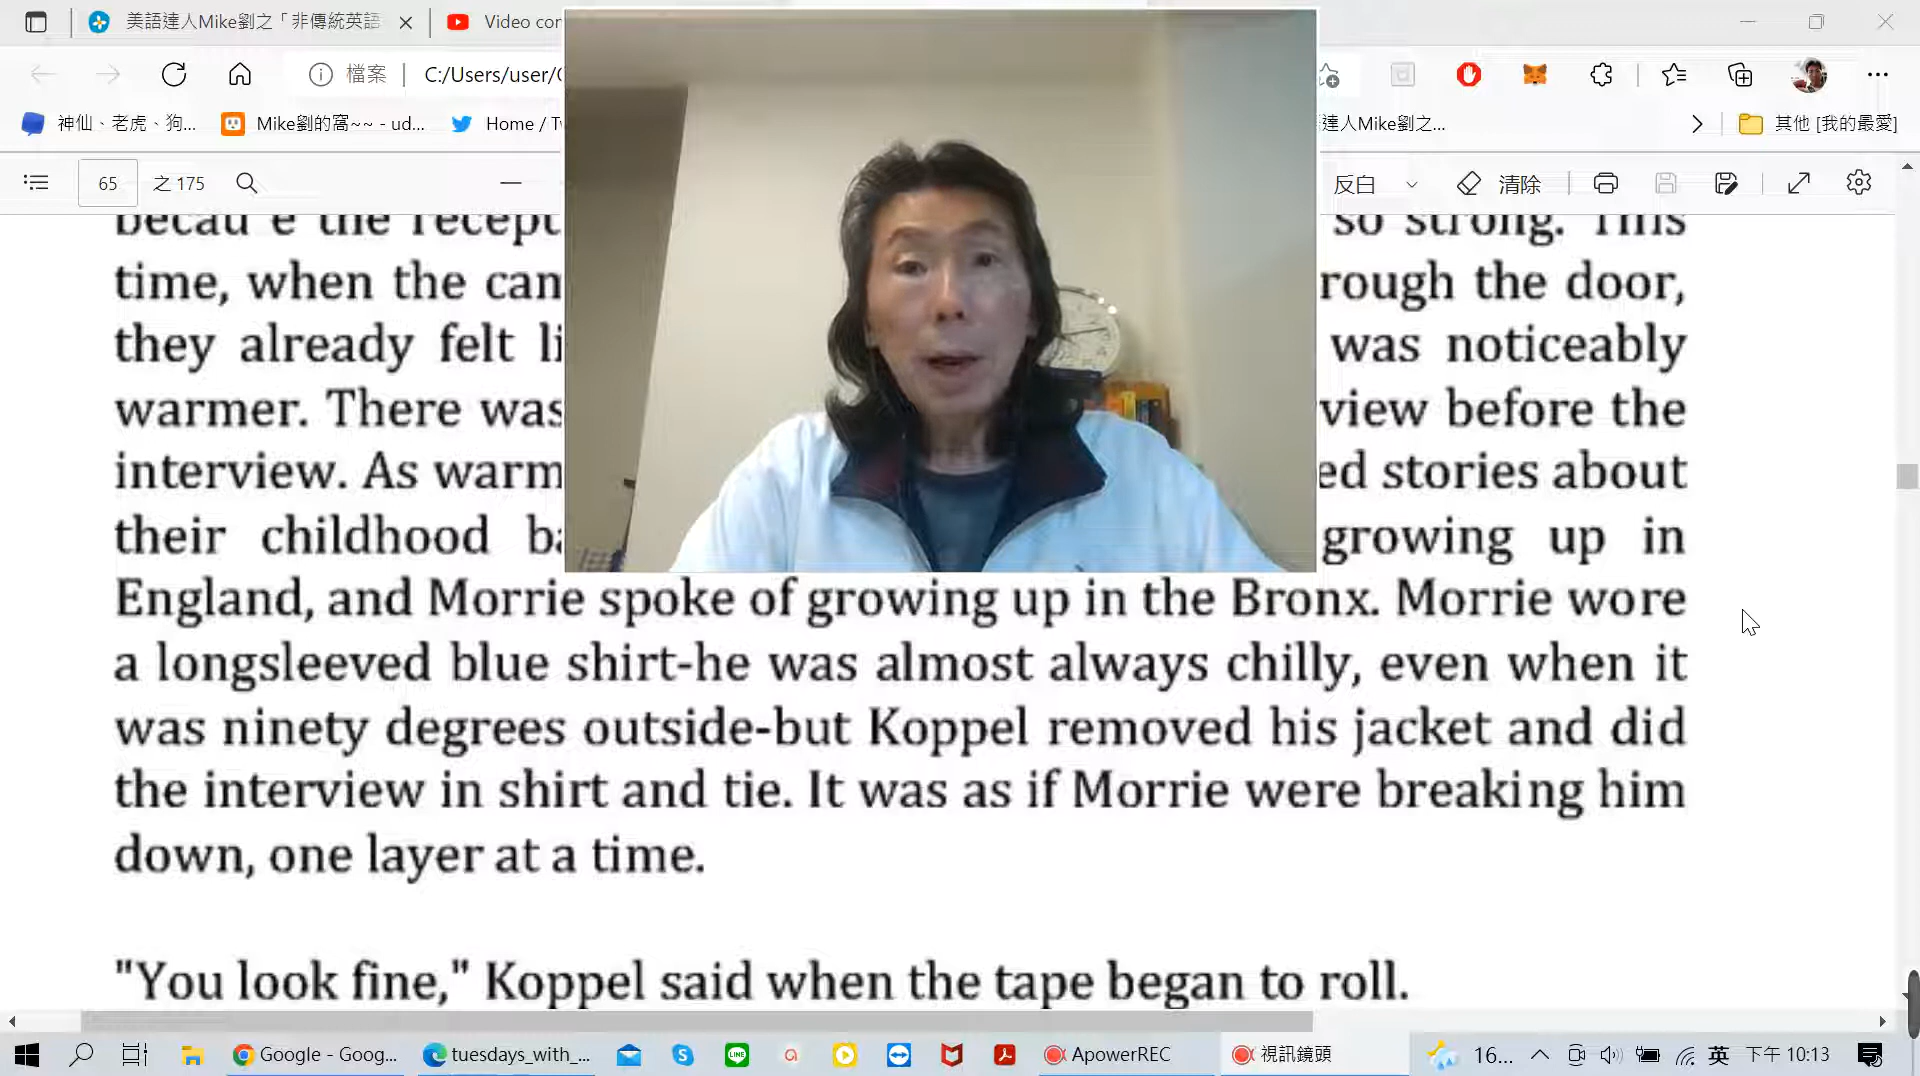 美語達人Mike劉之「非傳統英語
Video cor
檔案
C:/Users/user/
神仙、老虎、狗...
Mike劉的窩~~ - ud...
Home / Tw
達人Mike劉之...
其他 [我的最愛]
65 之 175
反白
清除
becau e the recept so strong. This
time, when the can rough the door,
they already felt li was noticeably
warmer. There was view before the
interview. As warm ed stories about
their childhood ba growing up in
England, and Morrie spoke of growing up in the Bronx. Morrie wore
a longsleeved blue shirt-he was almost always chilly, even when it
was ninety degrees outside-but Koppel removed his jacket and did
the interview in shirt and tie. It was as if Morrie were breaking him
down, one layer at a time.
"You look fine," Koppel said when the tape began to roll.
Google - Goog...
tuesdays_with_...
ApowerREC
視訊鏡頭
16...
英
下午 10:13